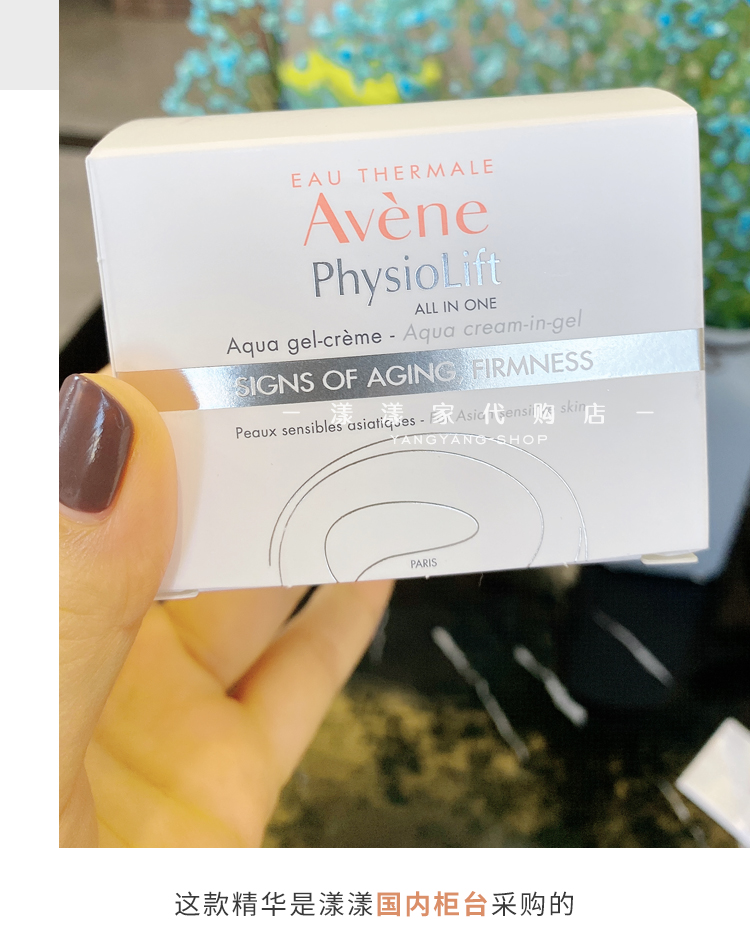 EAU THERMALE
Avène
PhysioLift
ALL IN ONE
Aqua gel-crème - Aqua cream-in-gel
SIGNS OF AGING FIRMNESS
漾漾家代购店
Peaux sensibles asiatiques - For Asian sensitive skin
YANGYANG-SHOP
PARIS
这款精华是漾漾国内柜台采购的